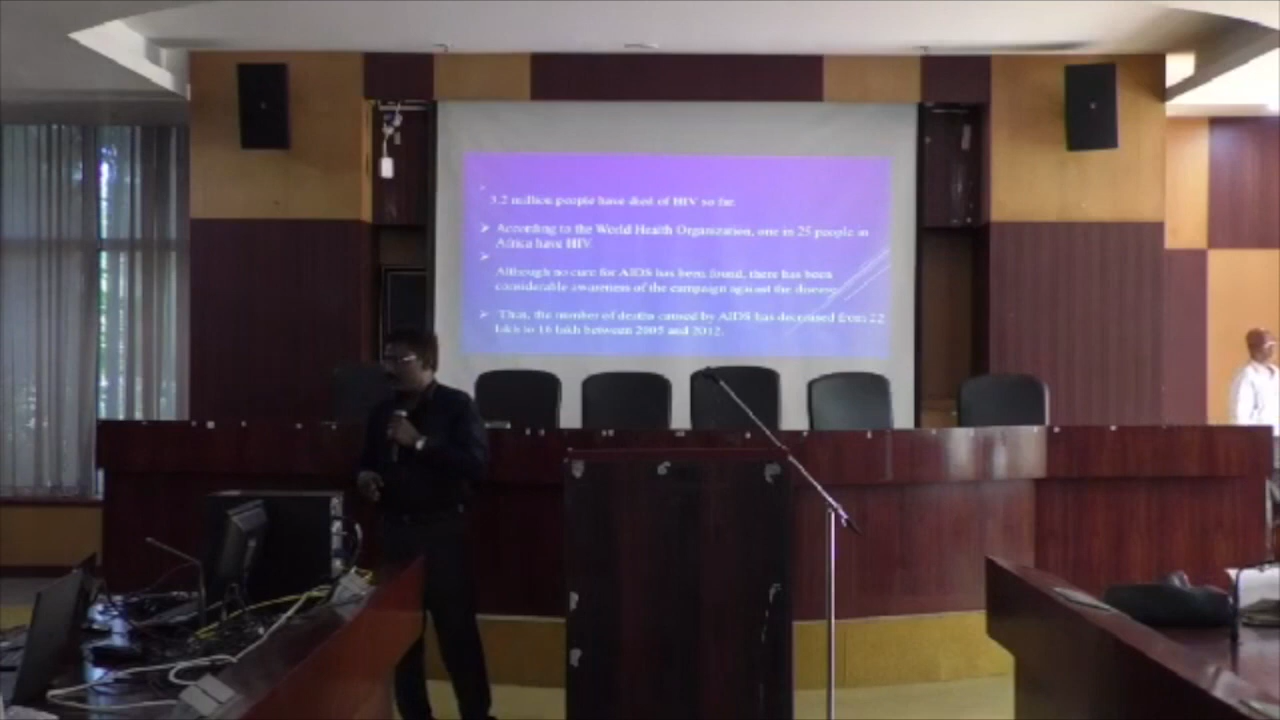 3.2 million people have died of HIV so far.
➢ According to the World Health Organization, one in 25 people in
Africa have HIV.
➢
Although no cure for AIDS has been found, there has been
considerable awareness of the campaign against the disease.
➢ Thus, the number of deaths caused by AIDS has decreased from 22
lakh to 16 lakh between 2005 and 2012.